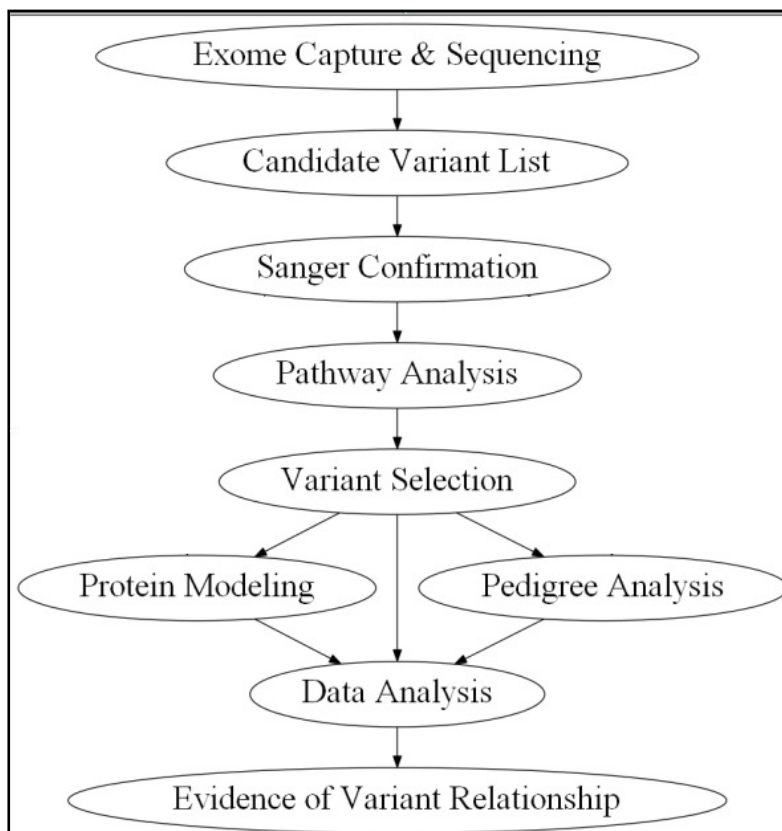 Exome Capture & Sequencing
Candidate Variant List
Sanger Confirmation
Pathway Analysis
Variant Selection
Protein Modeling
Pedigree Analysis
Data Analysis
Evidence of Variant Relationship